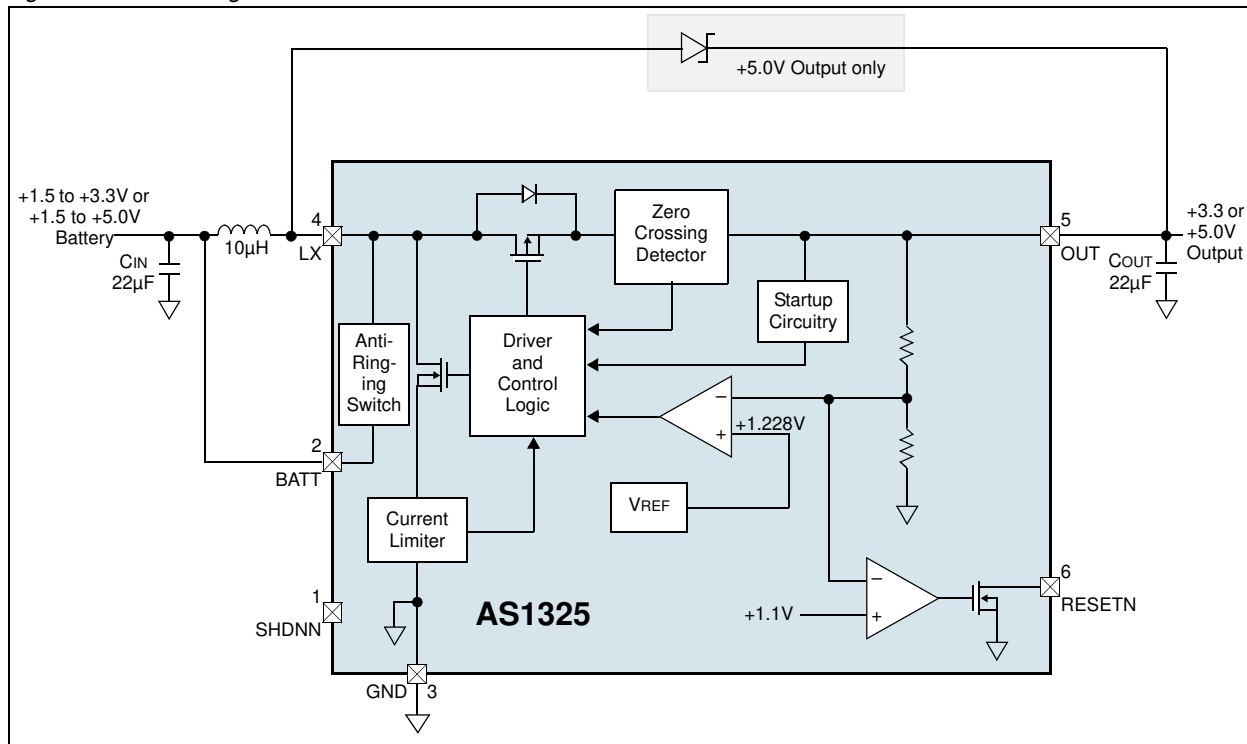 +5.0V Output only
+1.5 to +3.3V or
+1.5 to +5.0V
Battery
10µH
CIN
22µF
4
LX
Zero
Crossing
Detector
5
OUT
+3.3 or
+5.0V
Output
COUT
22µF
Startup
Circuitry
Anti-
Ring-
ing
Switch
Driver
and
Control
Logic
−
+
+1.228V
2
BATT
VREF
Current
Limiter
1
SHDNN
AS1325
+1.1V
−
+
6
RESETN
GND
3